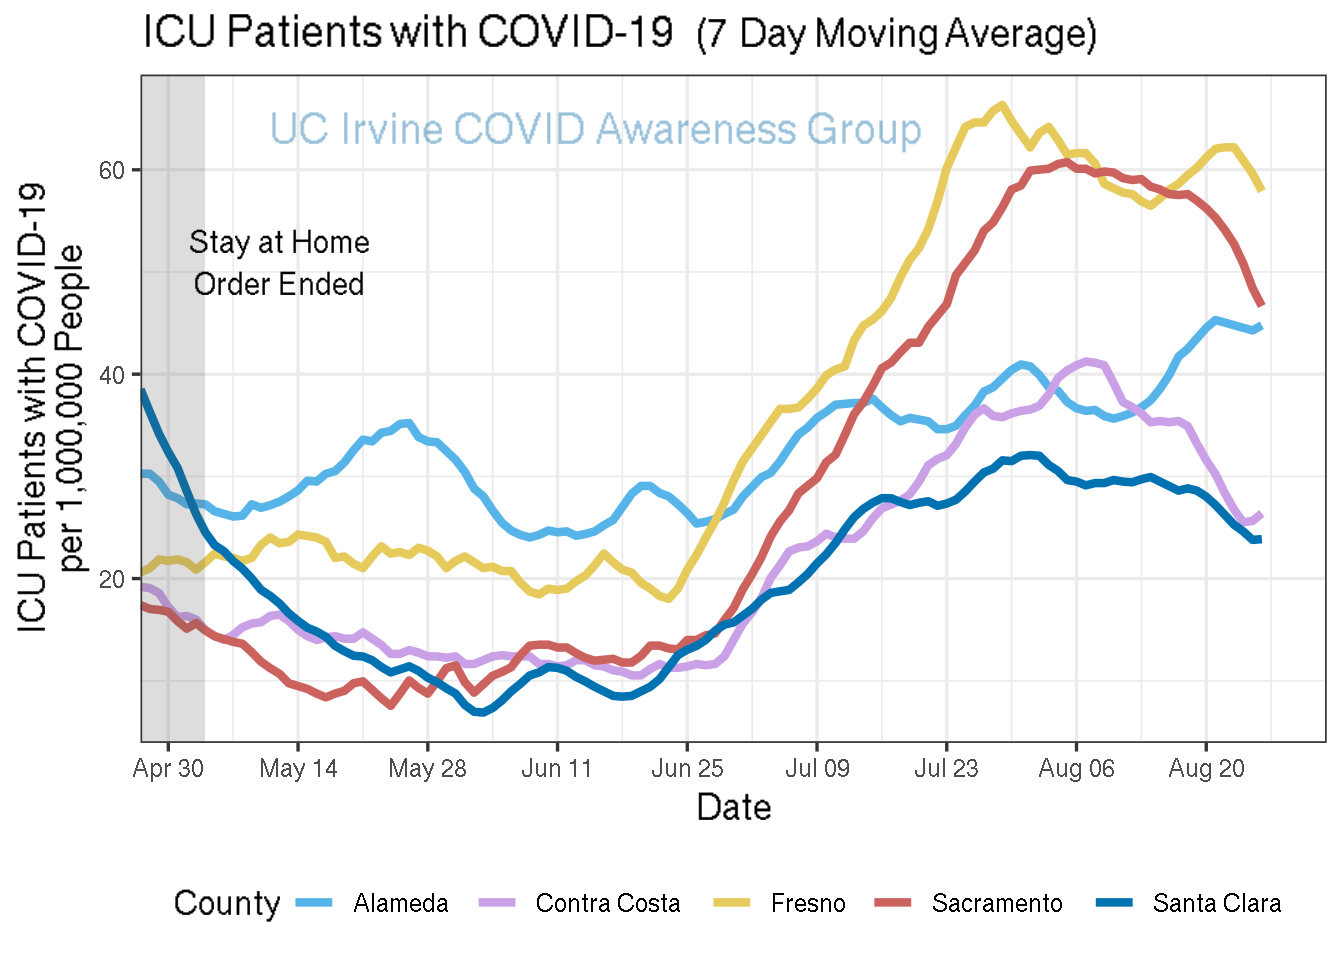 ICU Patients with COVID-19 (7 Day Moving Average)
UC Irvine COVID Awareness Group
Stay at Home
Order Ended
ICU Patients with COVID-19
per 1,000,000 People
60
40
20
Apr 30 May 14 May 28 Jun 11 Jun 25 Jul 09 Jul 23 Aug 06 Aug 20
Date
County Alameda Contra Costa Fresno Sacramento Santa Clara